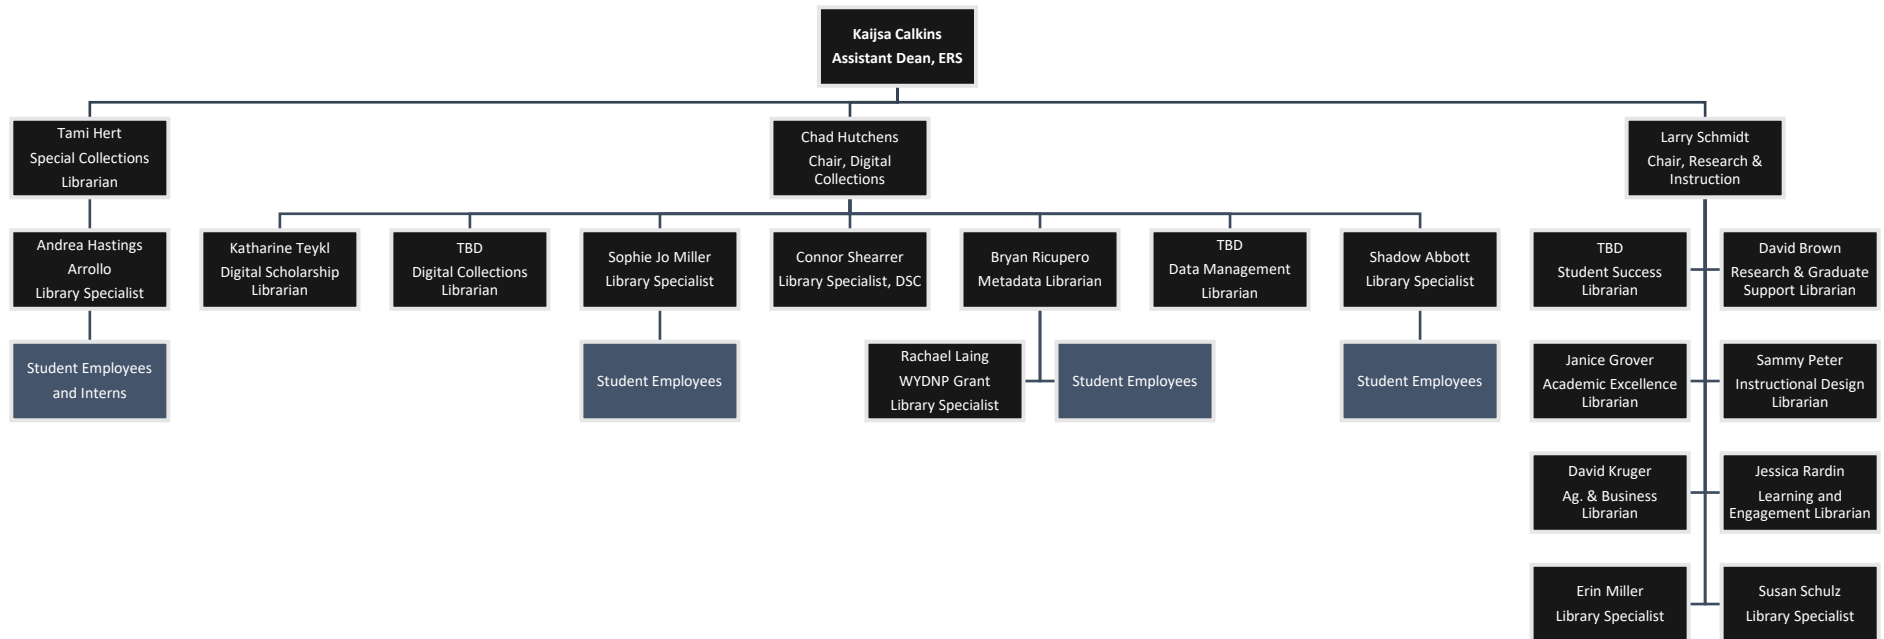 Kaijsa Calkins
Assistant Dean, ERS
Tami Hert
Special Collections
Librarian
Chad Hutchens
Chair, Digital
Collections
Larry Schmidt
Chair, Research &
Instruction
Andrea Hastings
Arrollo
Library Specialist
Katharine Teykl
Digital Scholarship
Librarian
TBD
Digital Collections
Librarian
Sophie Jo Miller
Library Specialist
Connor Shearrer
Library Specialist, DSC
Bryan Ricupero
Metadata Librarian
TBD
Data Management
Librarian
Shadow Abbott
Library Specialist
TBD
Student Success
Librarian
David Brown
Research & Graduate
Support Librarian
Student Employees
and Interns
Student Employees
Rachael Laing
WYDNP Grant
Library Specialist
Student Employees
Student Employees
Janice Grover
Academic Excellence
Librarian
Sammy Peter
Instructional Design
Librarian
David Kruger
Ag. & Business
Librarian
Jessica Rardin
Learning and
Engagement Librarian
Erin Miller
Library Specialist
Susan Schulz
Library Specialist